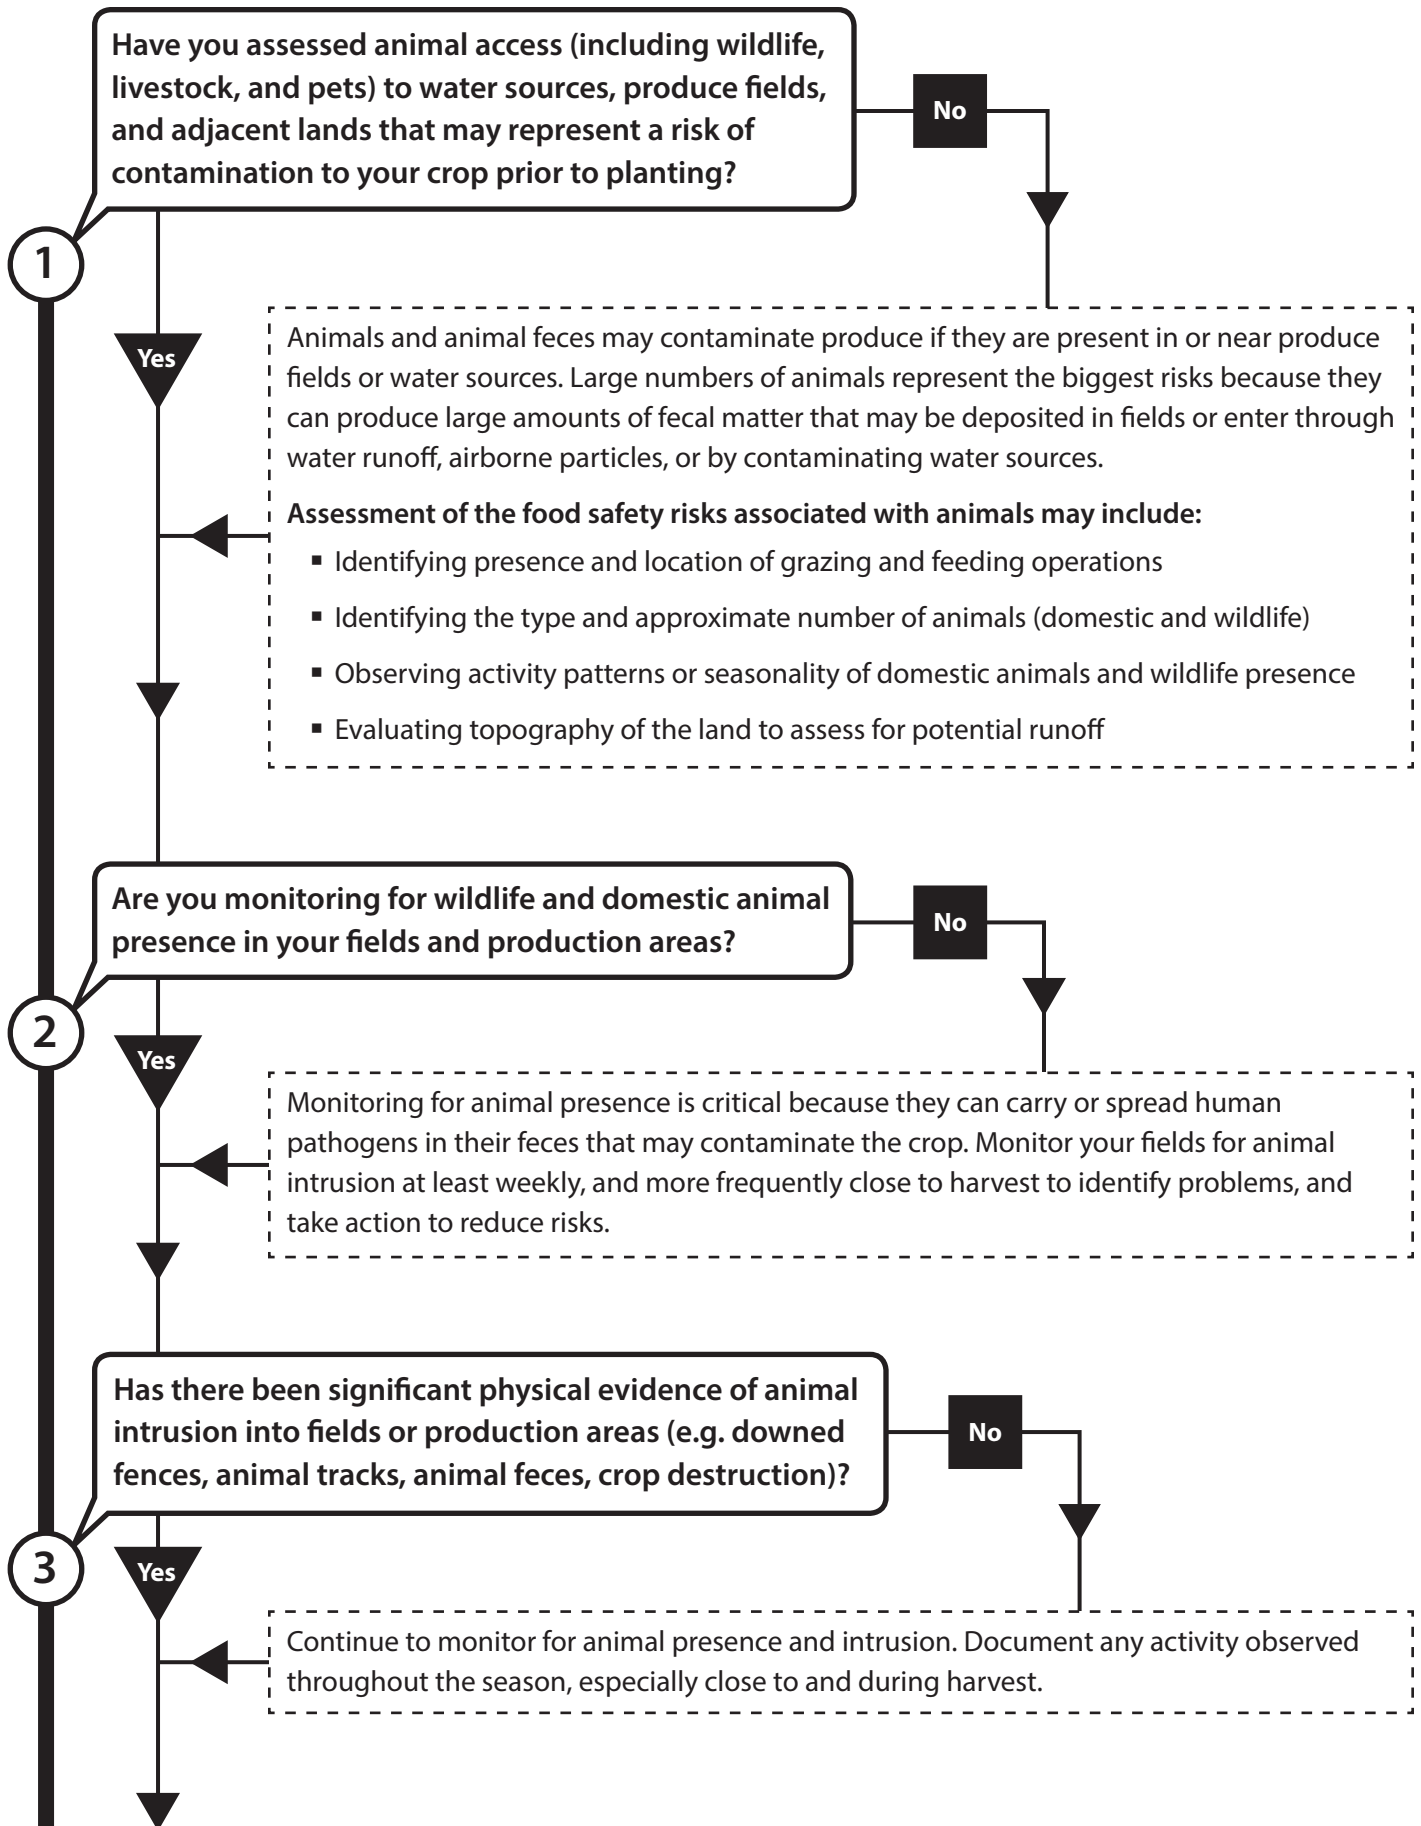 Have you assessed animal access (including wildlife,
livestock, and pets) to water sources, produce fields,
and adjacent lands that may represent a risk of
contamination to your crop prior to planting?
No
1
Yes
Animals and animal feces may contaminate produce if they are present in or near produce
fields or water sources. Large numbers of animals represent the biggest risks because they
can produce large amounts of fecal matter that may be deposited in fields or enter through
water runoff, airborne particles, or by contaminating water sources.
Assessment of the food safety risks associated with animals may include:
▪ Identifying presence and location of grazing and feeding operations
▪ Identifying the type and approximate number of animals (domestic and wildlife)
▪ Observing activity patterns or seasonality of domestic animals and wildlife presence
▪ Evaluating topography of the land to assess for potential runoff
Are you monitoring for wildlife and domestic animal
presence in your fields and production areas?
No
2
Yes
Monitoring for animal presence is critical because they can carry or spread human
pathogens in their feces that may contaminate the crop. Monitor your fields for animal
intrusion at least weekly, and more frequently close to harvest to identify problems, and
take action to reduce risks.
Has there been significant physical evidence of animal
intrusion into fields or production areas (e.g. downed
fences, animal tracks, animal feces, crop destruction)?
No
3
Yes
Continue to monitor for animal presence and intrusion. Document any activity observed
throughout the season, especially close to and during harvest.